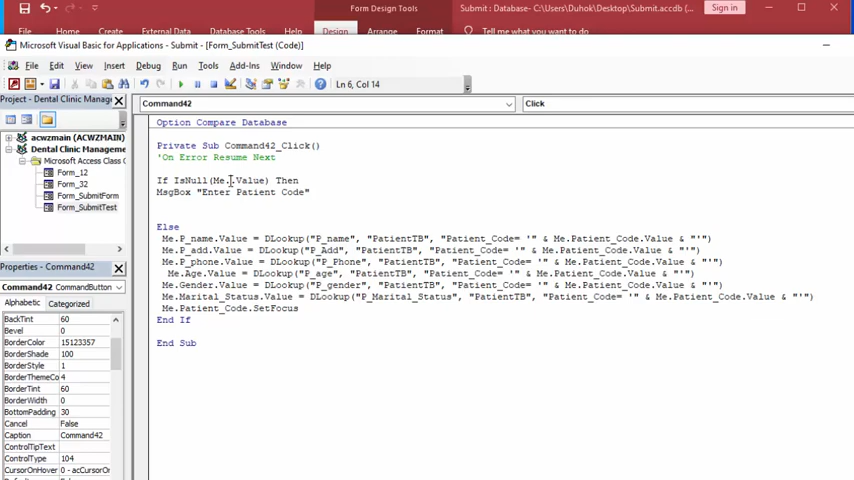 Form Design Tools
Submit : Database- C:\Users\Duhok\Desktop\Submit.accdb (...
Sign in
File Home Create External Data Database Tools Design Arrange Format Tell me what you want to do
Microsoft Visual Basic for Applications - Submit - [Form_SubmitTest (Code)]
File Edit View Insert Debug Run Tools Add-Ins Window Help
Ln 6, Col 14
Project - Dental Clinic Manag
Command42
Click
acwzmain (ACWZMAIN)
Dental Clinic Managem
Microsoft Access Class O
Form_12
Form_32
Form_SubmitForm
Form_SubmitTest
Option Compare Database
Private Sub Command42_Click()
'On Error Resume Next
If IsNull(Me..Value) Then
MsgBox "Enter Patient Code"
Else
Me.P_name.Value = DLookup("P_name", "PatientTB", "Patient_Code= '" & Me.Patient_Code.Value & "'")
Me.P_add.Value = DLookup("P_Add", "PatientTB", "Patient_Code= '" & Me.Patient_Code.Value & "'")
Me.P_phone.Value = DLookup("P_Phone", "PatientTB", "Patient_Code= '" & Me.Patient_Code.Value & "'")
Me.Age.Value = DLookup("P_age", "PatientTB", "Patient_Code= '" & Me.Patient_Code.Value & "'")
Me.Gender.Value = DLookup("P_gender", "PatientTB", "Patient_Code= '" & Me.Patient_Code.Value & "'")
Me.Marital_Status.Value = DLookup("P_Marital_Status", "PatientTB", "Patient_Code= '" & Me.Patient_Code.Value & "'")
Me.Patient_Code.SetFocus
End If
End Sub
Properties - Command42
Command42 CommandButton
Alphabetic Categorized
BackTint 60
Bevel 0
BorderColor 15123357
BorderShade 100
BorderStyle 1
BorderThemeCo 4
BorderTint 60
BorderWidth 0
BottomPadding 30
Cancel False
Caption Command42
ControlTipText
ControlType 104
CursorOnHover 0 - acCursorOn